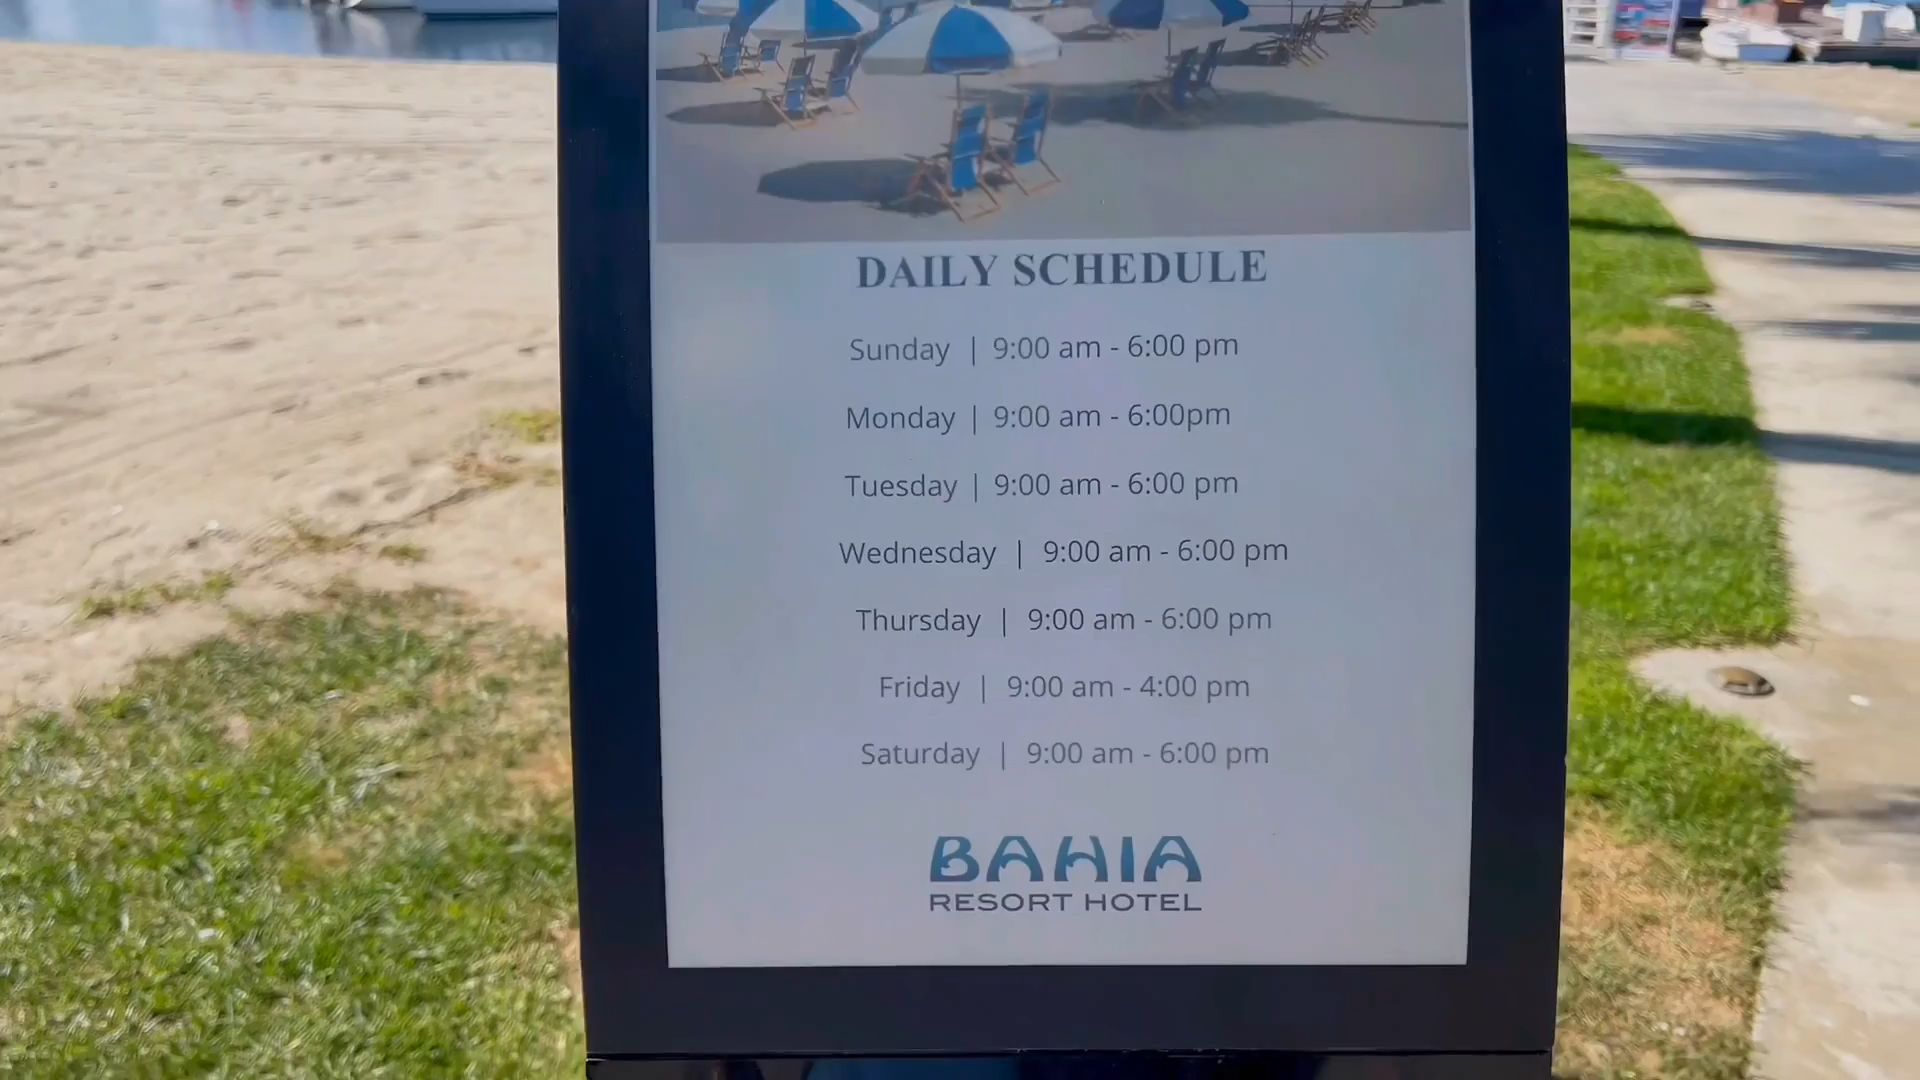 DAILY SCHEDULE
Sunday | 9:00 am - 6:00 pm
Monday | 9:00 am - 6:00pm
Tuesday | 9:00 am - 6:00 pm
Wednesday | 9:00 am - 6:00 pm
Thursday | 9:00 am - 6:00 pm
Friday | 9:00 am - 4:00 pm
Saturday | 9:00 am - 6:00 pm
BAHIA
RESORT HOTEL